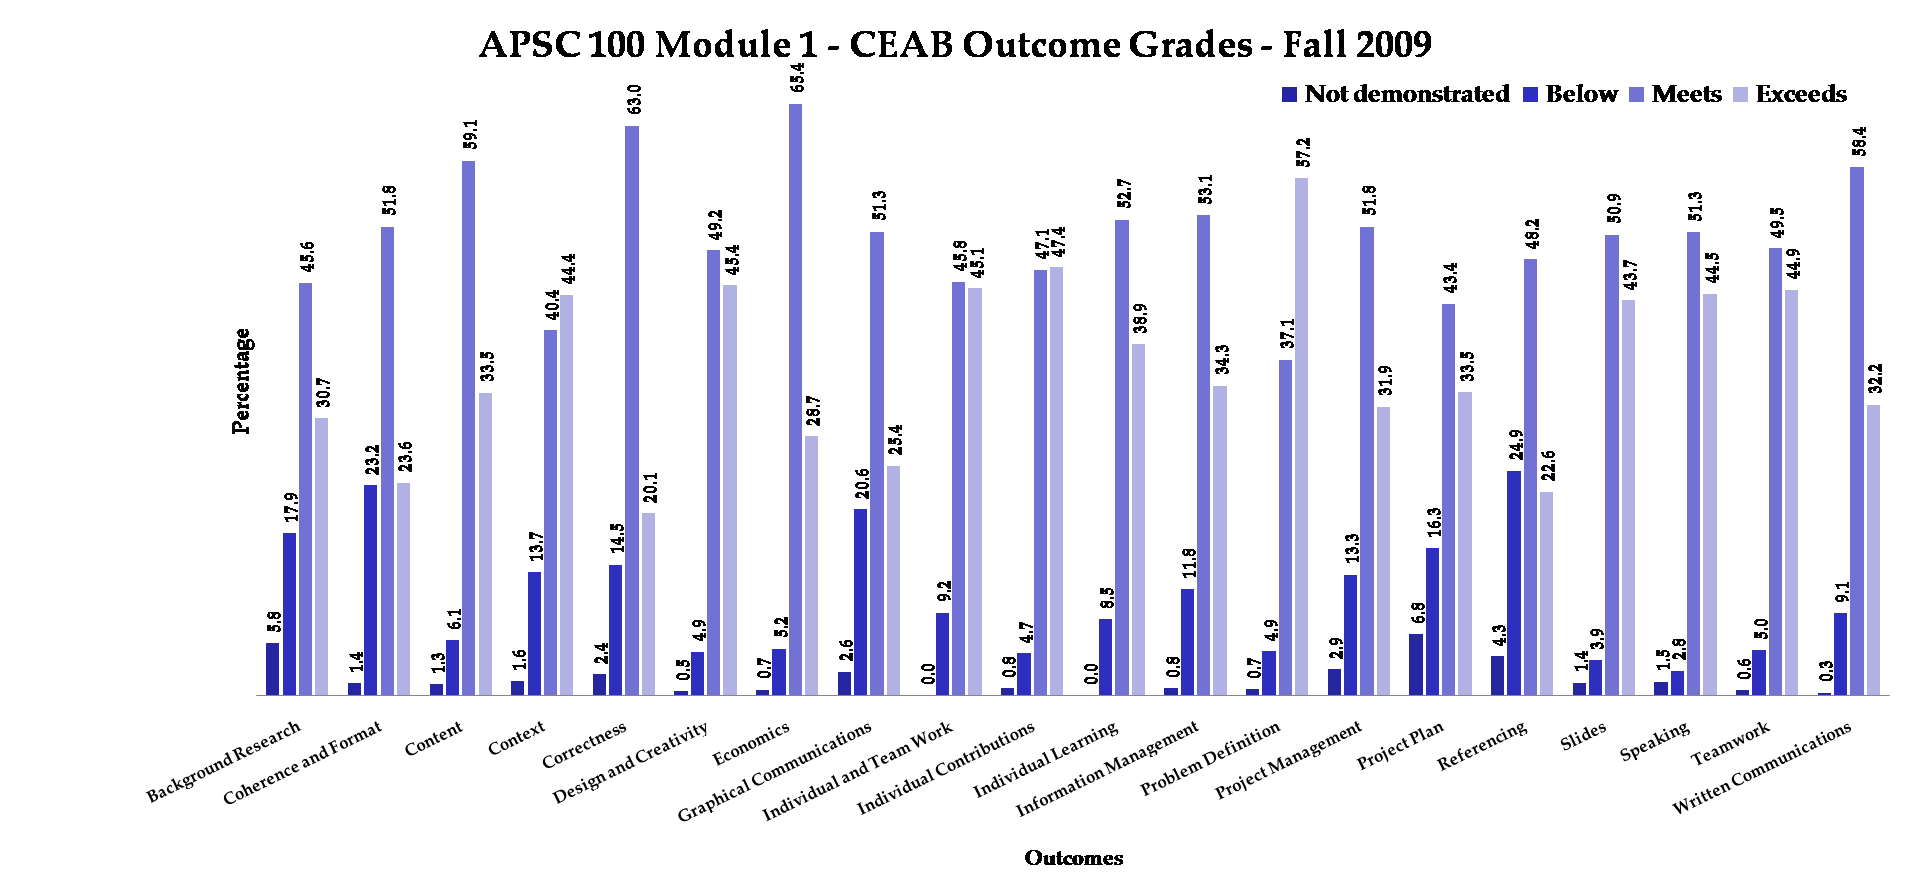 APSC 100 Module 1 - CEAB Outcome Grades - Fall 2009
Not demonstrated Below Meets Exceeds
Percentage
5.8 17.9 45.6 30.7
1.4 23.2 51.8 23.6
1.3 6.1 59.1 33.5
1.6 13.7 40.4 44.4
2.4 14.5 63.0 20.1
0.5 4.9 49.2 45.4
0.7 5.2 65.4 28.7
2.6 20.6 51.3 25.4
0.0 9.2 45.8 45.1
0.8 4.7 47.1 47.4
0.0 8.5 52.7 38.9
0.8 11.8 53.1 34.3
0.7 4.9 37.1 57.2
2.9 13.3 51.8 31.9
6.8 16.3 43.4 33.5
4.3 24.9 48.2 22.6
1.4 3.9 50.9 43.7
1.5 2.8 51.3 44.5
0.6 5.0 49.5 44.9
0.3 9.1 58.4 32.2
Background Research
Coherence and Format
Content
Context
Correctness
Design and Creativity
Economics
Graphical Communications
Individual and Team Work
Individual Contributions
Individual Learning
Information Management
Problem Definition
Project Management
Project Plan
Referencing
Slides
Speaking
Teamwork
Written Communications
Outcomes